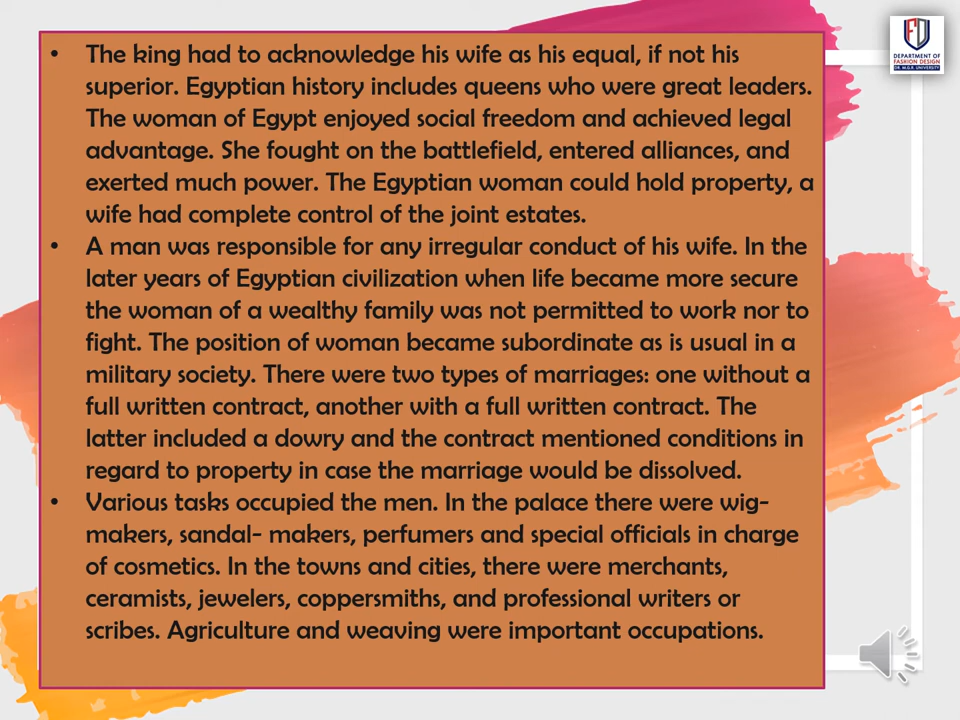 FD
DEPARTMENT OF
FASHION DESIGN
DR. M.G.R. UNIVERSITY
• The king had to acknowledge his wife as his equal, if not his
superior. Egyptian history includes queens who were great leaders.
The woman of Egypt enjoyed social freedom and achieved legal
advantage. She fought on the battlefield, entered alliances, and
exerted much power. The Egyptian woman could hold property, a
wife had complete control of the joint estates.
• A man was responsible for any irregular conduct of his wife. In the
later years of Egyptian civilization when life became more secure
the woman of a wealthy family was not permitted to work nor to
fight. The position of woman became subordinate as is usual in a
military society. There were two types of marriages: one without a
full written contract, another with a full written contract. The
latter included a dowry and the contract mentioned conditions in
regard to property in case the marriage would be dissolved.
• Various tasks occupied the men. In the palace there were wig-
makers, sandal- makers, perfumers and special officials in charge
of cosmetics. In the towns and cities, there were merchants,
ceramists, jewelers, coppersmiths, and professional writers or
scribes. Agriculture and weaving were important occupations.